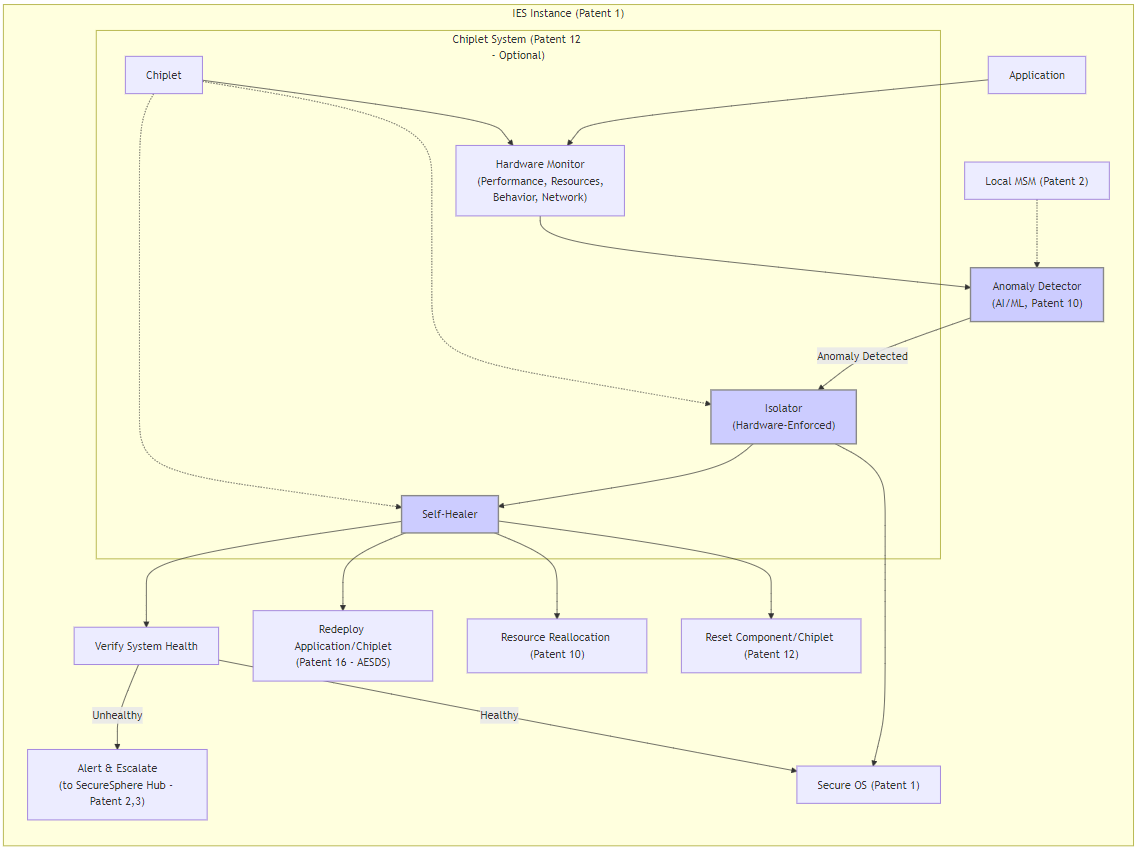 IES Instance (Patent 1)
Chiplet System (Patent 12
- Optional)
Chiplet
Application
Hardware Monitor
(Performance, Resources,
Behavior, Network)
Local MSM (Patent 2)
Anomaly Detector
(AI/ML, Patent 10)
Anomaly Detected
Isolator
(Hardware-Enforced)
Self-Healer
Verify System Health
Redeploy
Application/Chiplet
(Patent 16 - AESDS)
Resource Reallocation
(Patent 10)
Reset Component/Chiplet
(Patent 12)
Unhealthy
Healthy
Alert & Escalate
(to SecureSphere Hub -
Patent 2,3)
Secure OS (Patent 1)